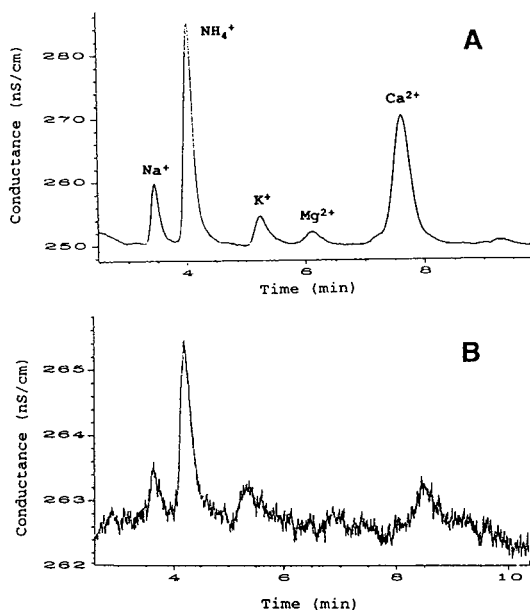 A
NH₄⁺
280
Ca²⁺
270
Na⁺
260
K⁺
Mg²⁺
250
Conductance (nS/cm)
4 6 8
Time (min)
B
265
264
263
262
Conductance (nS/cm)
4 6 8 10
Time (min)